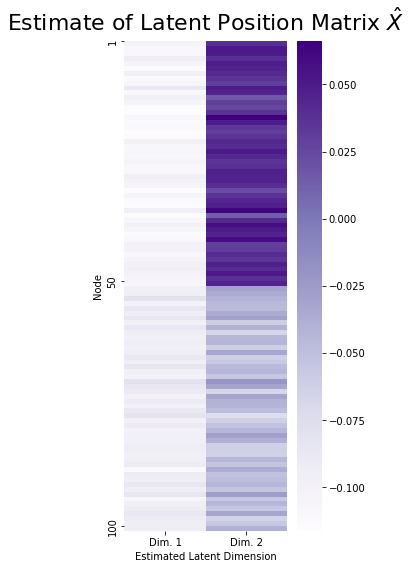 Estimate of Latent Position Matrix X̂
1
50
100
Node
Dim. 1
Dim. 2
Estimated Latent Dimension
0.050
0.025
0.000
−0.025
−0.050
−0.075
−0.100